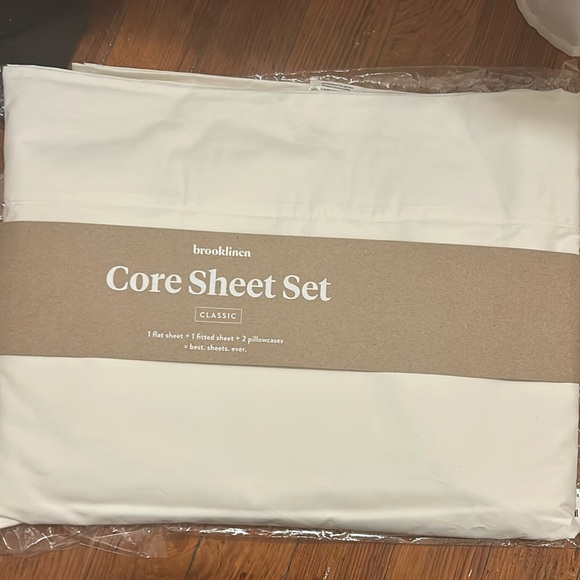 brooklinen
Core Sheet Set
CLASSIC
1 flat sheet + 1 fitted sheet + 2 pillowcases
= best. sheets. ever.